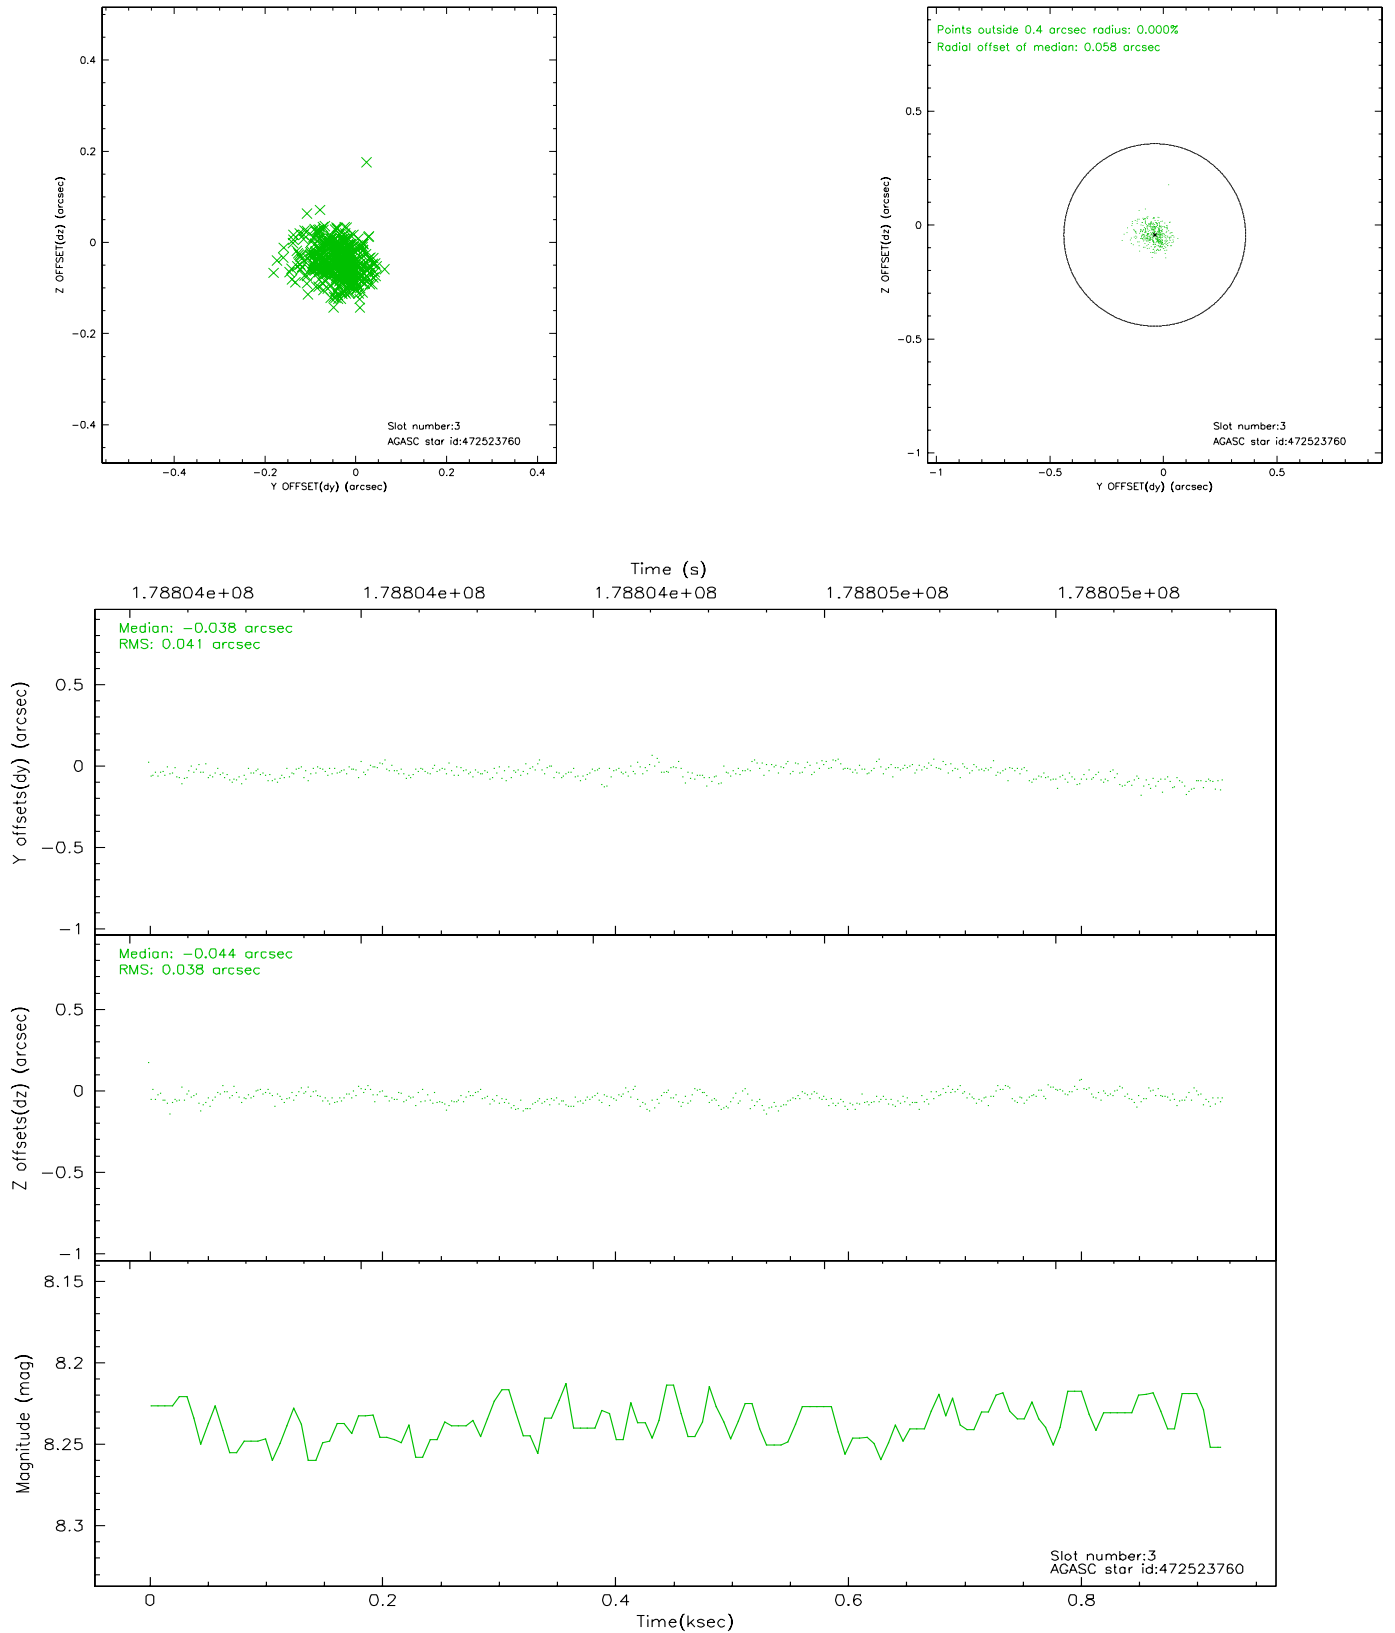 0.4
0.2
0
-0.2
-0.4
Z OFFSET(dz) (arcsec)
Slot number:3
AGASC star id:472523760
-0.4 -0.2 0 0.2 0.4
Y OFFSET(dy) (arcsec)
Points outside 0.4 arcsec radius: 0.000%
Radial offset of median: 0.058 arcsec
0.5
0
-0.5
-1
Z OFFSET(dz) (arcsec)
Slot number:3
AGASC star id:472523760
-1 -0.5 0 0.5
Y OFFSET(dy) (arcsec)
Time (s)
1.78804e+08 1.78804e+08 1.78804e+08 1.78805e+08 1.78805e+08
Median: -0.038 arcsec
RMS: 0.041 arcsec
0.5
0
-0.5
-1
Y offsets(dy) (arcsec)
Median: -0.044 arcsec
RMS: 0.038 arcsec
0.5
0
-0.5
-1
Z offsets(dz) (arcsec)
8.15
8.2
8.25
8.3
Magnitude (mag)
Slot number:3
AGASC star id:472523760
0 0.2 0.4 0.6 0.8
Time(ksec)